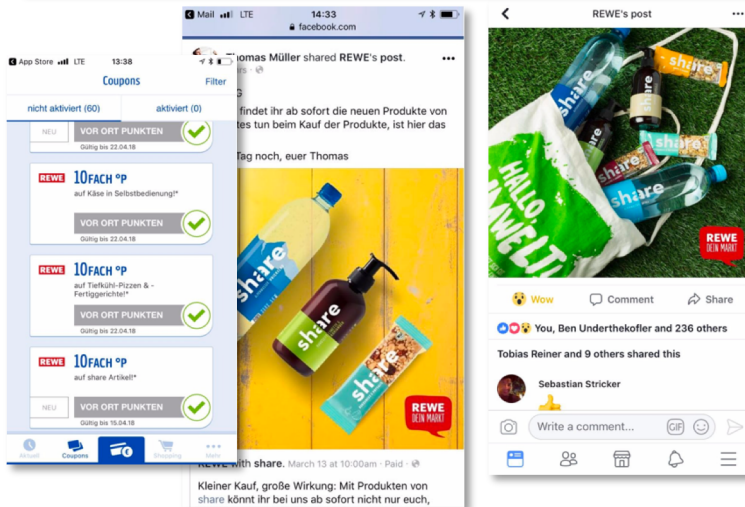 App Store LTE 13:38
Coupons Filter
nicht aktiviert (60) aktiviert (0)
NEU VOR ORT PUNKTEN
Gültig bis 22.04.18
REWE 10FACH °P
auf Käse in Selbstbedienung!*
VOR ORT PUNKTEN
Gültig bis 22.04.18
REWE 10FACH °P
auf Tiefkühl-Pizzen & -
Fertiggerichte!*
VOR ORT PUNKTEN
Gültig bis 22.04.18
REWE 10FACH °P
auf share Artikel!*
NEU VOR ORT PUNKTEN
Gültig bis 15.04.18
Aktuell Coupons Shopping Mehr
Mail LTE 14:33
facebook.com
Thomas Müller shared REWE's post.
G
findet ihr ab sofort die neuen Produkte von
tes tun beim Kauf der Produkte, ist hier das
Tag noch, euer Thomas
share
share
share
REWE
DEIN MARKT
REWE with share. March 13 at 10:00am · Paid ·
Kleiner Kauf, große Wirkung: Mit Produkten von
share könnt ihr bei uns ab sofort nicht nur euch,
REWE's post
share
share
share
share
share
share
HALLO,
UMWELT!
REWE
DEIN MARKT
Wow Comment Share
You, Ben Underthekofler and 236 others
Tobias Reiner and 9 others shared this
Sebastian Stricker
Write a comment... GIF